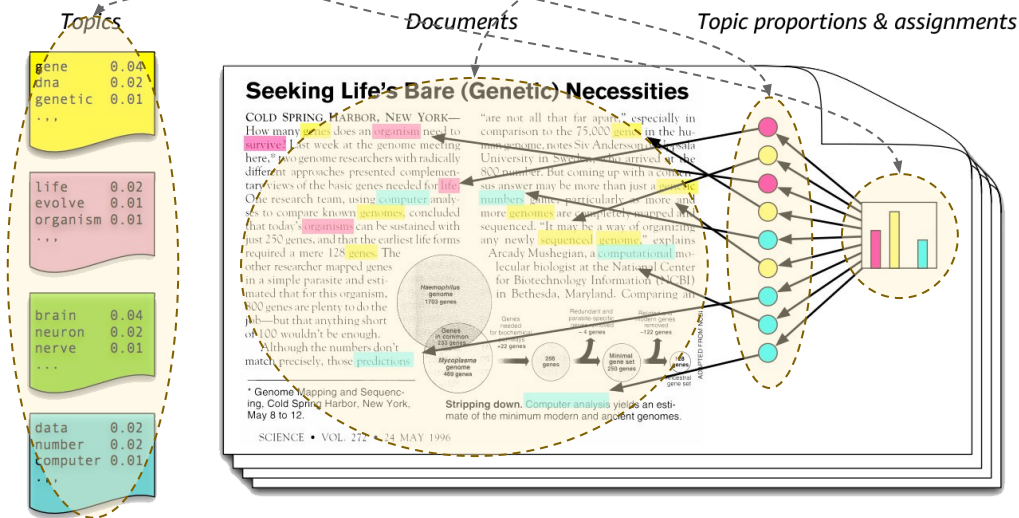 Topics
Documents
Topic proportions & assignments
gene 0.04
dna 0.02
genetic 0.01
.,,
life 0.02
evolve 0.01
organism 0.01
.,,
brain 0.04
neuron 0.02
nerve 0.01
...
data 0.02
number 0.02
computer 0.01
.,,
Seeking Life's Bare (Genetic) Necessities
COLD SPRING HARBOR, NEW YORK—
How many genes does an organism need to
survive? Last week at the genome meeting
here,* two genome researchers with radically
different approaches presented complemen-
tary views of the basic genes needed for life.
One research team, using computer analy-
ses to compare known genomes, concluded
that today's organisms can be sustained with
just 250 genes, and that the earliest life forms
required a mere 128 genes. The
other researcher mapped genes
in a simple parasite and esti-
mated that for this organism,
800 genes are plenty to do the
job—but that anything short
of 100 wouldn't be enough.
Although the numbers don't
match precisely, those predictions
* Genome Mapping and Sequenc-
ing, Cold Spring Harbor, New York,
May 8 to 12.
"are not all that far apart," especially in
comparison to the 75,000 genes in the hu-
man genome, notes Siv Andersson of Uppsala
University in Sweden, who arrived at the
800 number. But coming up with a consen-
sus answer may be more than just a genetic
numbers game, particularly as more and
more genomes are completely mapped and
sequenced. "It may be a way of organizing
any newly sequenced genome," explains
Arcady Mushegian, a computational mo-
lecular biologist at the National Center
for Biotechnology Information (NCBI)
in Bethesda, Maryland. Comparing an
Haemophilus
genome
1703 genes
Genes
in common
233 genes
Mycoplasma
genome
469 genes
Genes
needed
for biochemical
pathways
+22 genes
256
genes
Redundant and
parasite-specific
genes removed
– 4 genes
Minimal
gene set
250 genes
modern genes
removed
–122 genes
128
genes
Ancestral
gene set
ADAPTED FROM NCBI
Stripping down. Computer analysis yields an esti-
mate of the minimum modern and ancient genomes.
SCIENCE • VOL. 272 • 24 MAY 1996